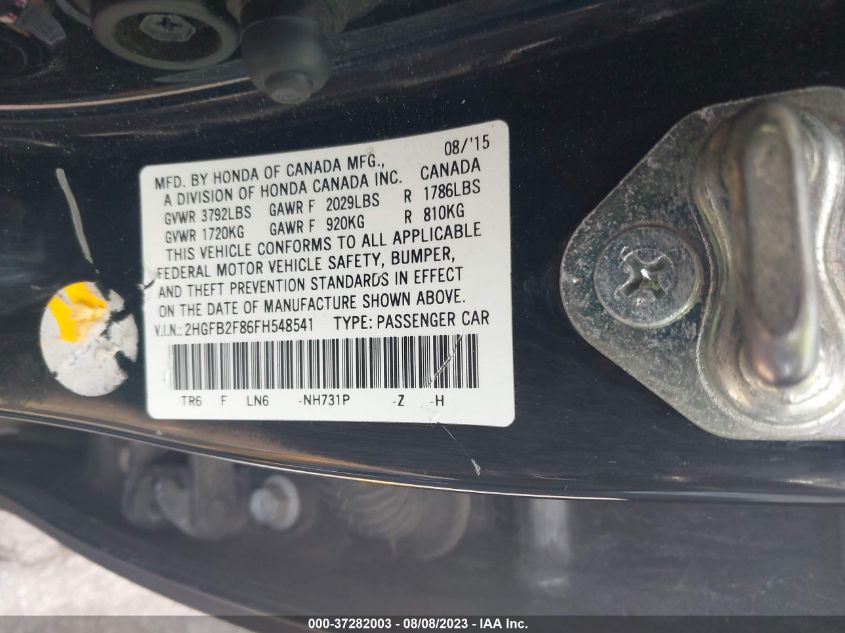 08/'15
MFD. BY HONDA OF CANADA MFG., CANADA
A DIVISION OF HONDA CANADA INC.
GVWR 3792LBS GAWR F 2029LBS R 1786LBS
GVWR 1720KG GAWR F 920KG R 810KG
THIS VEHICLE CONFORMS TO ALL APPLICABLE
FEDERAL MOTOR VEHICLE SAFETY, BUMPER,
AND THEFT PREVENTION STANDARDS IN EFFECT
ON THE DATE OF MANUFACTURE SHOWN ABOVE.
V.I.N.:2HGFB2F86FH548541 TYPE: PASSENGER CAR
TR6 F LN6 -NH731P -Z -H
000-37282003 - 08/08/2023 - IAA Inc.